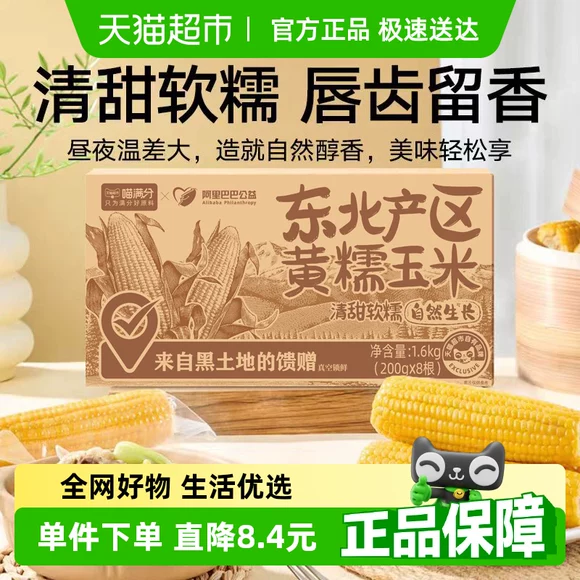 天猫超市 官方正品 极速送达
清甜软糯 唇齿留香
昼夜温差大，造就自然醇香，美味轻松享
喵满分
只为满分好原料
×
阿里巴巴公益
Alibaba Philanthropy
东北产区
黄糯玉米
清甜软糯 自然生长
来自黑土地的馈赠 真空锁鲜
净含量：1.6kg
（200gx8根）
EXCLUSIVE
全网好物 生活优选
单件下单 直降8.4元
正品保障